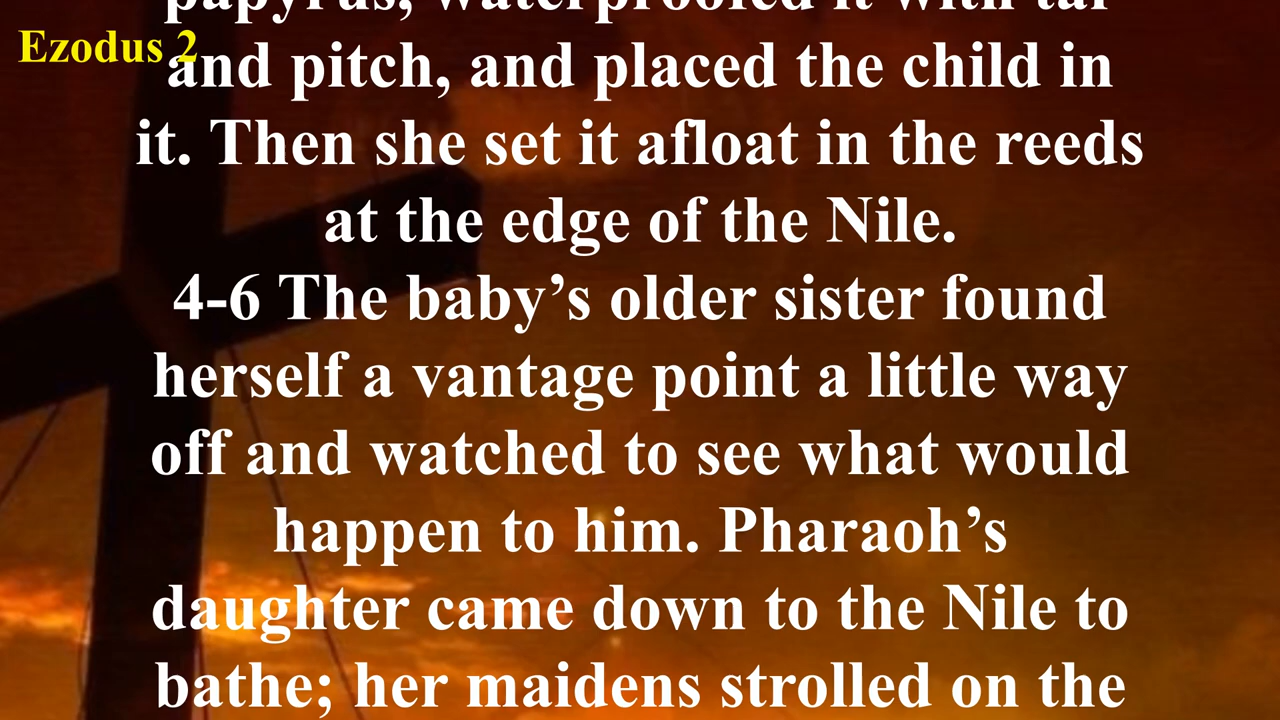 papyrus, waterproofed it with tar
Ezodus 2
and pitch, and placed the child in
it. Then she set it afloat in the reeds
at the edge of the Nile.
4-6 The baby’s older sister found
herself a vantage point a little way
off and watched to see what would
happen to him. Pharaoh’s
daughter came down to the Nile to
bathe; her maidens strolled on the